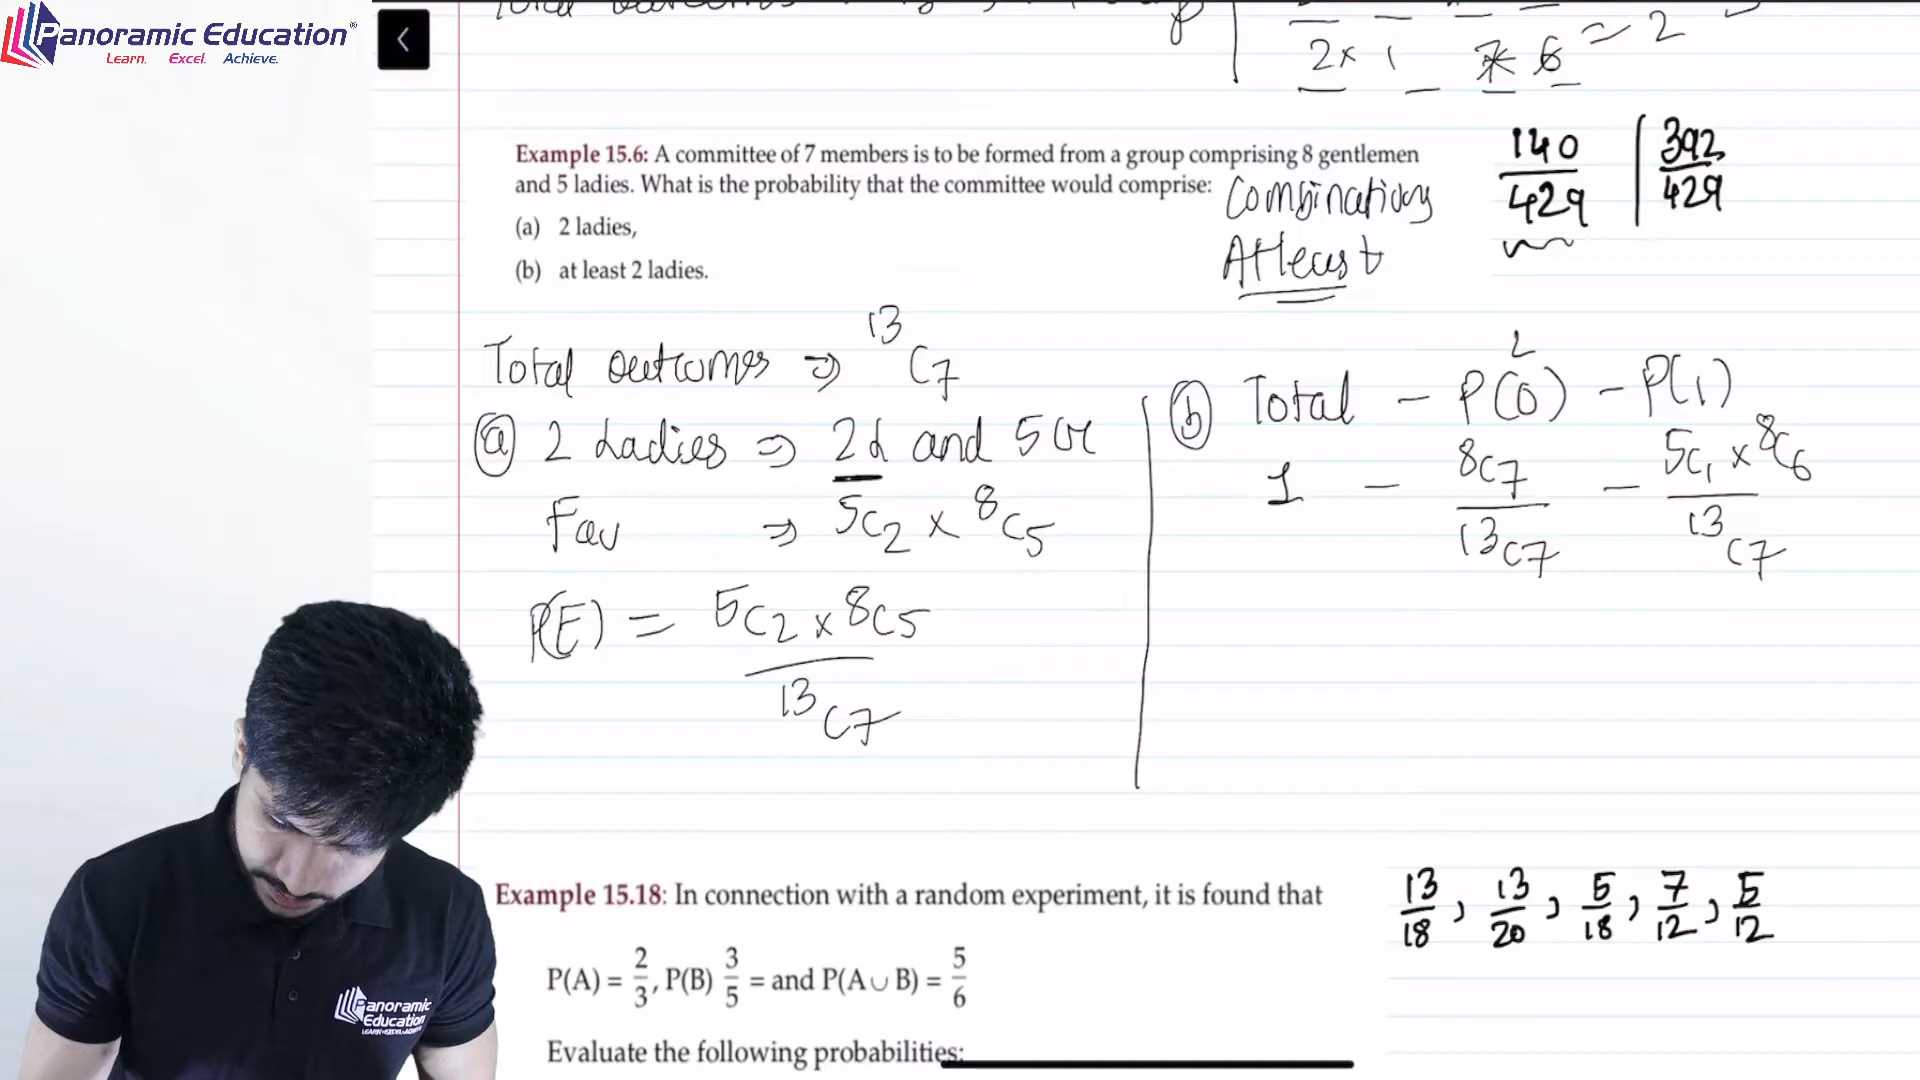 Panoramic Education®
Learn. Excel. Achieve.
2 × 1 7 × 6 = 2
Example 15.6: A committee of 7 members is to be formed from a group comprising 8 gentlemen
and 5 ladies. What is the probability that the committee would comprise:
Combinations
140/429 | 392/429
(a) 2 ladies,
Atleast
(b) at least 2 ladies.
Total outcomes ⇒ ¹³C₇
ⓐ 2 Ladies ⇒ 2L and 5G
Fav ⇒ 5C₂ × ⁸C₅
P(E) = 5C₂ × 8C5
¹³C₇
ⓑ Total – P(0) – P(1)
L
1 – 8C7/13C7 – 5C₁ × ⁸C₆/¹³C₇
Example 15.18: In connection with a random experiment, it is found that
13/18, 13/20, 5/18, 7/12, 5/12
P(A) = 2/3, P(B) 3/5 = and P(A ∪ B) = 5/6
Evaluate the following probabilities:
Panoramic
Education
LEARN•EXCEL•ACHIEVE